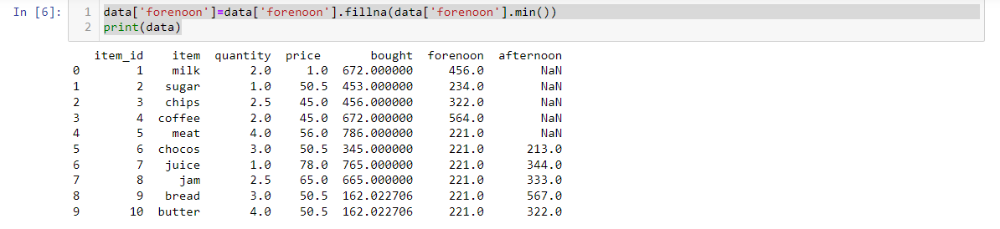 In [6]: 1 data['forenoon']=data['forenoon'].fillna(data['forenoon'].min())
2 print(data)
item_id item quantity price bought forenoon afternoon
0 1 milk 2.0 1.0 672.000000 456.0 NaN
1 2 sugar 1.0 50.5 453.000000 234.0 NaN
2 3 chips 2.5 45.0 456.000000 322.0 NaN
3 4 coffee 2.0 45.0 672.000000 564.0 NaN
4 5 meat 4.0 56.0 786.000000 221.0 NaN
5 6 chocos 3.0 50.5 345.000000 221.0 213.0
6 7 juice 1.0 78.0 765.000000 221.0 344.0
7 8 jam 2.5 65.0 665.000000 221.0 333.0
8 9 bread 3.0 50.5 162.022706 221.0 567.0
9 10 butter 4.0 50.5 162.022706 221.0 322.0